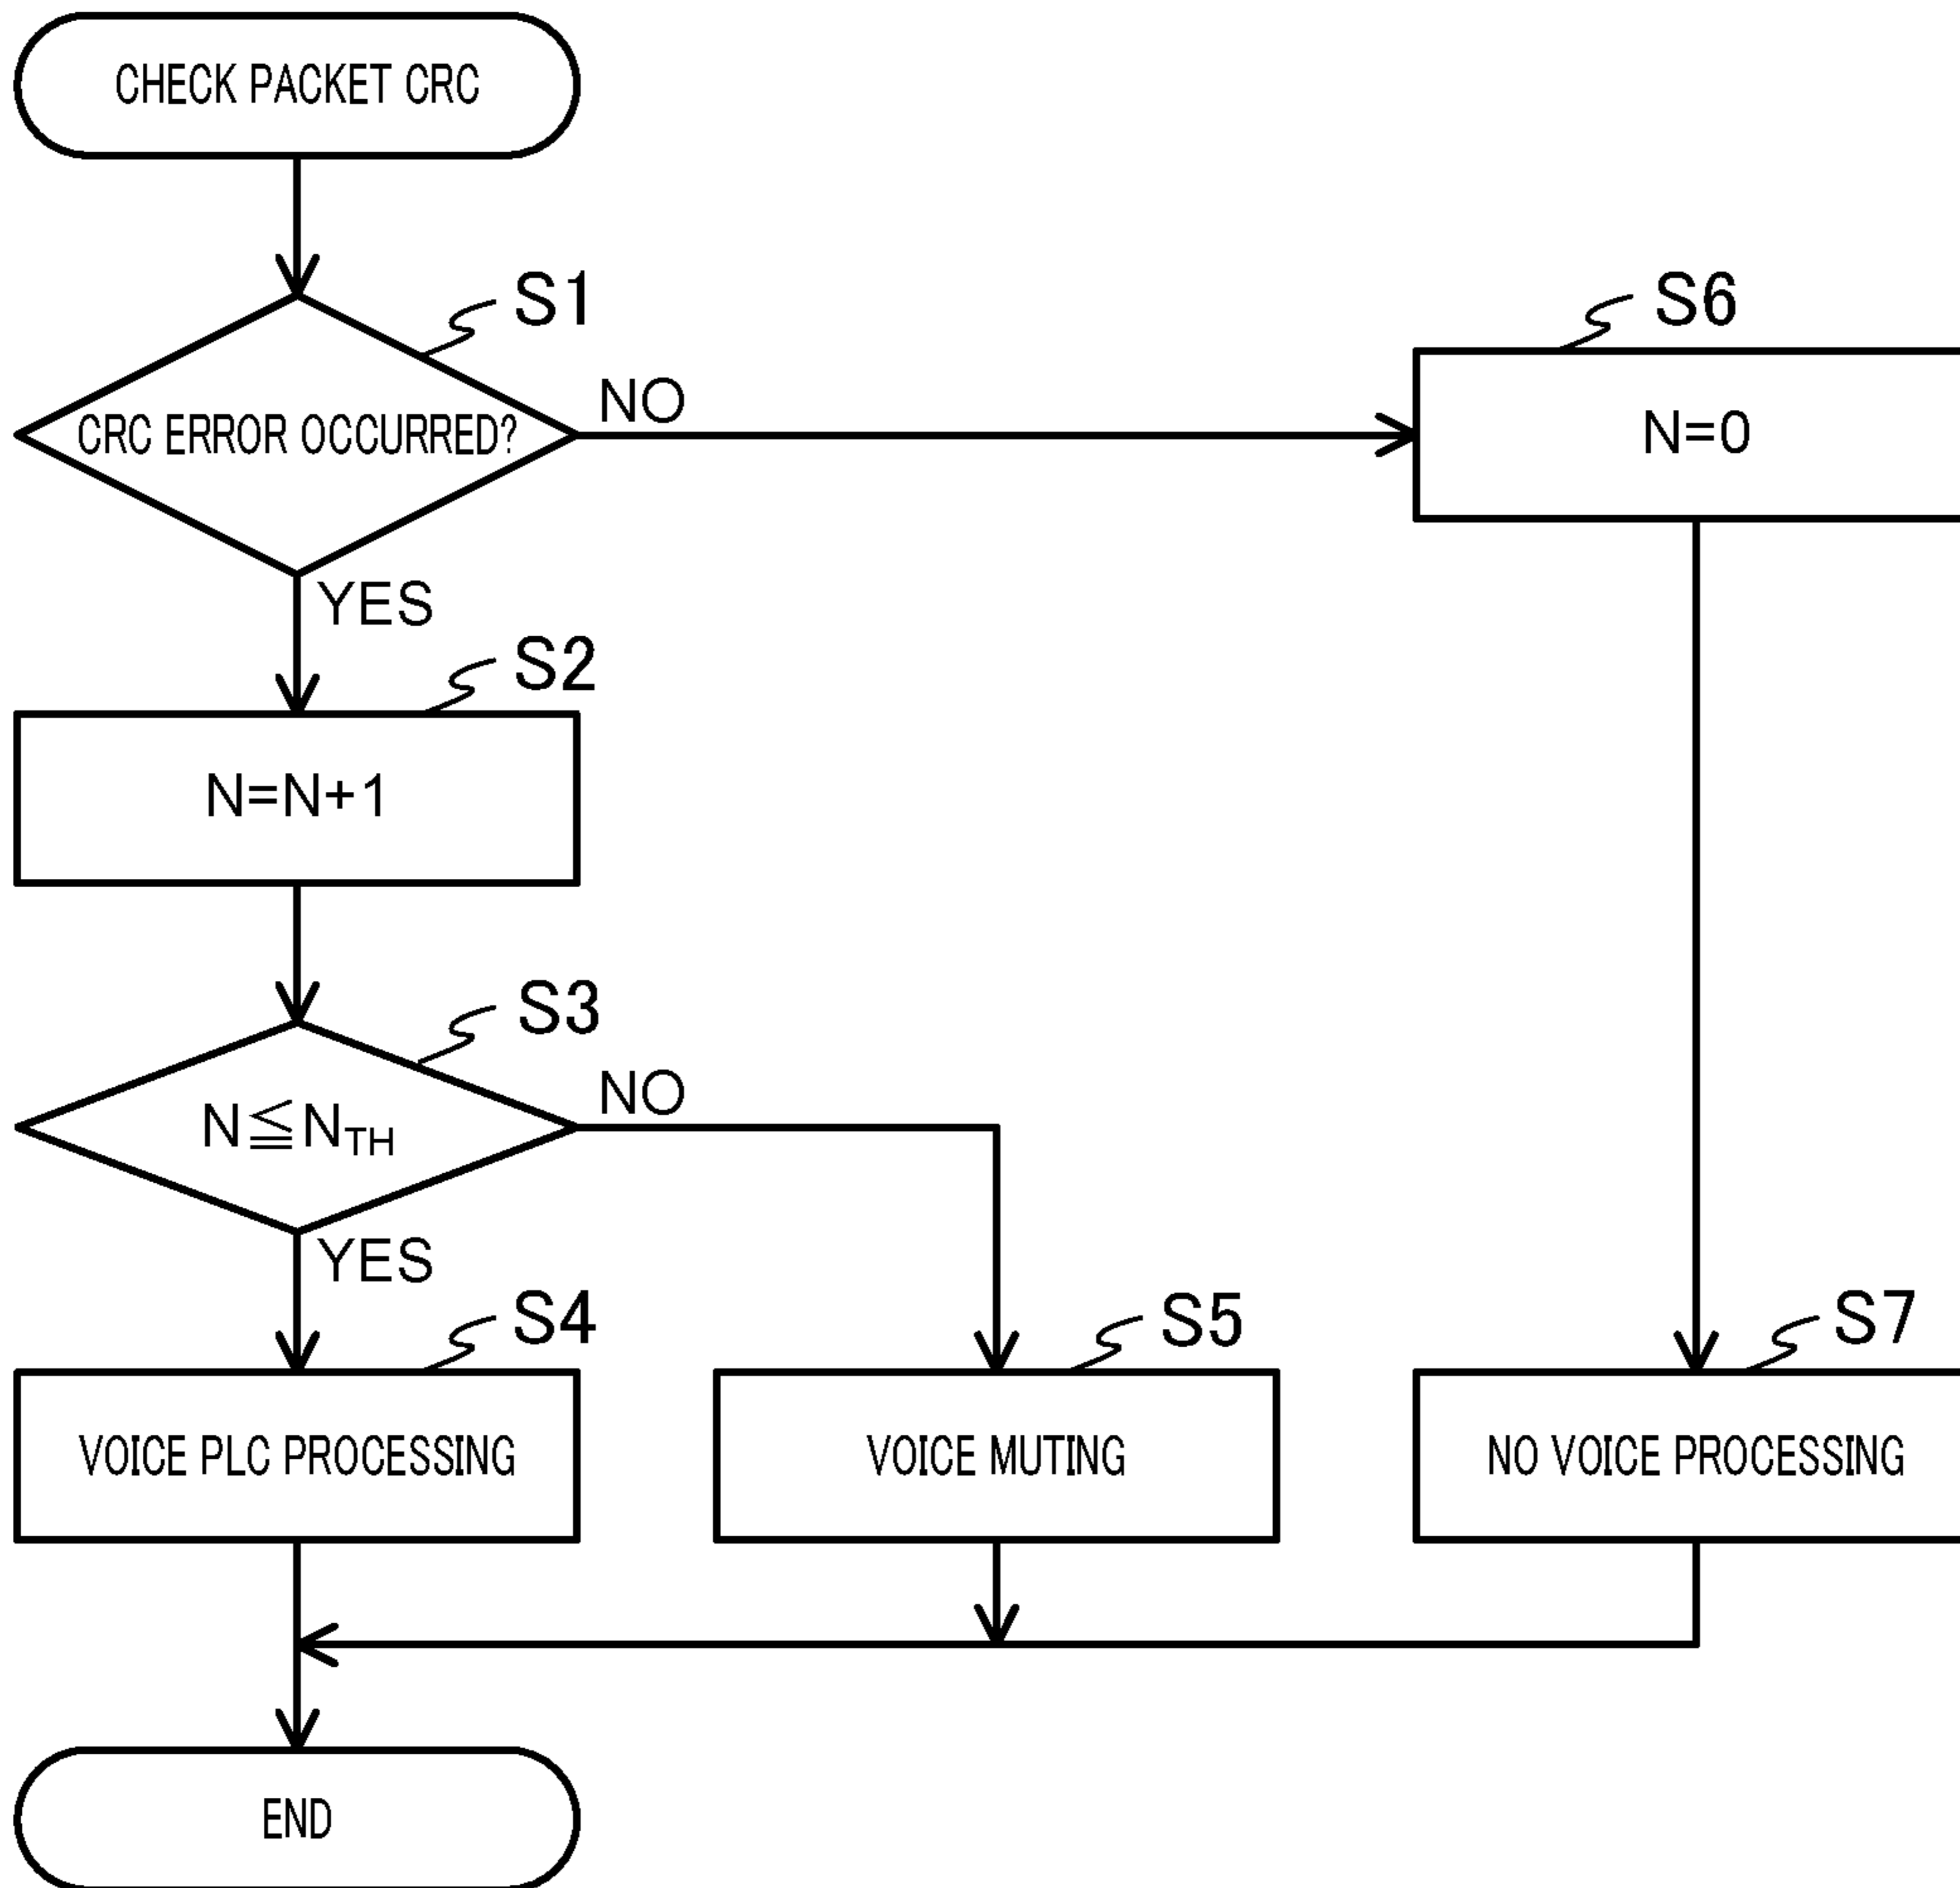 CHECK PACKET CRC
S1
CRC ERROR OCCURRED?
NO
YES
S6
N=0
S2
N=N+1
S3
N≦N_TH
NO
YES
S4
VOICE PLC PROCESSING
S5
VOICE MUTING
S7
NO VOICE PROCESSING
END